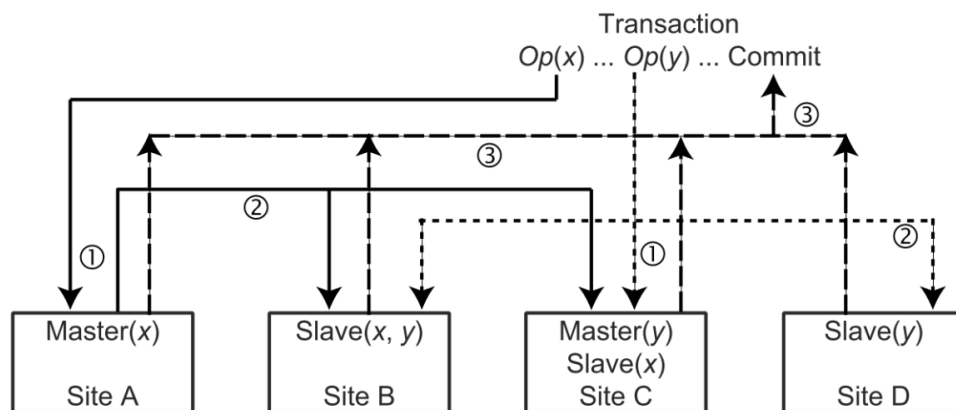 Transaction
Op(x) ... Op(y) ... Commit
③
③
②
②
①
①
Master(x)
Site A
Slave(x, y)
Site B
Master(y)
Slave(x)
Site C
Slave(y)
Site D